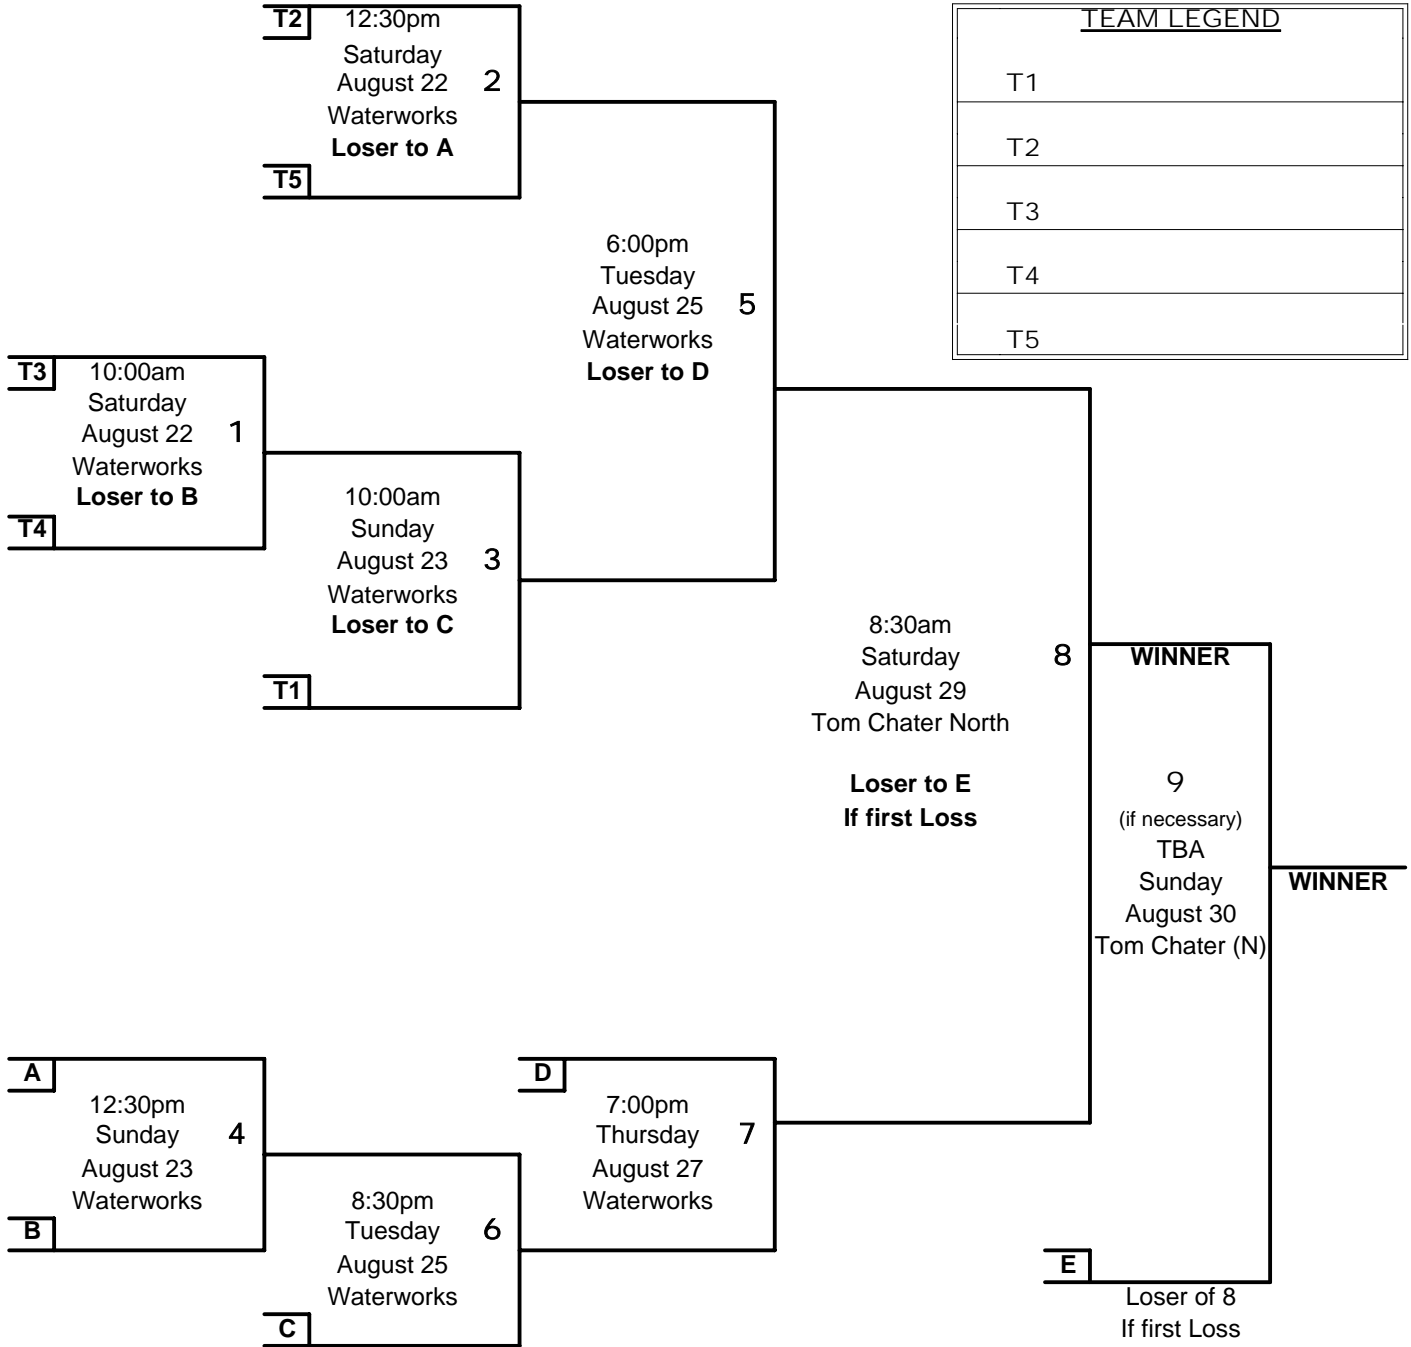 T2
12:30pm
Saturday
August 22
2
Waterworks
Loser to A
T5
TEAM LEGEND
T1
T2
T3
T4
T5
6:00pm
Tuesday
August 25
5
Waterworks
Loser to D
T3
10:00am
Saturday
August 22
1
Waterworks
Loser to B
T4
10:00am
Sunday
August 23
3
Waterworks
Loser to C
T1
8:30am
Saturday
8
August 29
Tom Chater North
Loser to E
If first Loss
WINNER
9
(if necessary)
TBA
Sunday
August 30
Tom Chater (N)
WINNER
A
12:30pm
Sunday
4
August 23
Waterworks
B
8:30pm
Tuesday
6
August 25
Waterworks
C
D
7:00pm
Thursday
7
August 27
Waterworks
E
Loser of 8
If first Loss